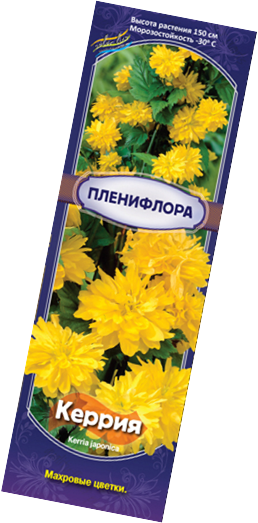 Высота растения 150 см
Морозостойкость -30° С
ПЛЕНИФЛОРА
Керрия
Kerria japonica
Махровые цветки.